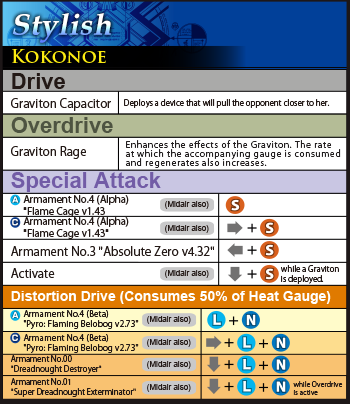 Stylish
KOKONOE
Drive
Graviton Capacitor Deploys a device that will pull the opponent closer to her.
Overdrive
Graviton Rage Enhances the effects of the Graviton. The rate
at which the accompanying gauge is consumed
and regenerates also increases.
Special Attack
A Armament No.4 (Alpha)
"Flame Cage v1.43 (Midair also) S
C Armament No.4 (Alpha)
"Flame Cage v1.43" (Midair also) + S
Armament No.3 "Absolute Zero v4.32" + S
Activate (Midair also) + S while a Graviton
is deployed.
Distortion Drive (Consumes 50% of Heat Gauge)
A Armament No.4 (Beta)
"Pyro: Flaming Belobog v2.73" (Midair also) L + N
C Armament No.4 (Beta)
"Pyro: Flaming Belobog v2.73" (Midair also) + L + N
Armament No.00
"Dreadnought Destroyer" + L + N
Armament No.01
"Super Dreadnought Exterminator" + L + N while Overdrive
is active